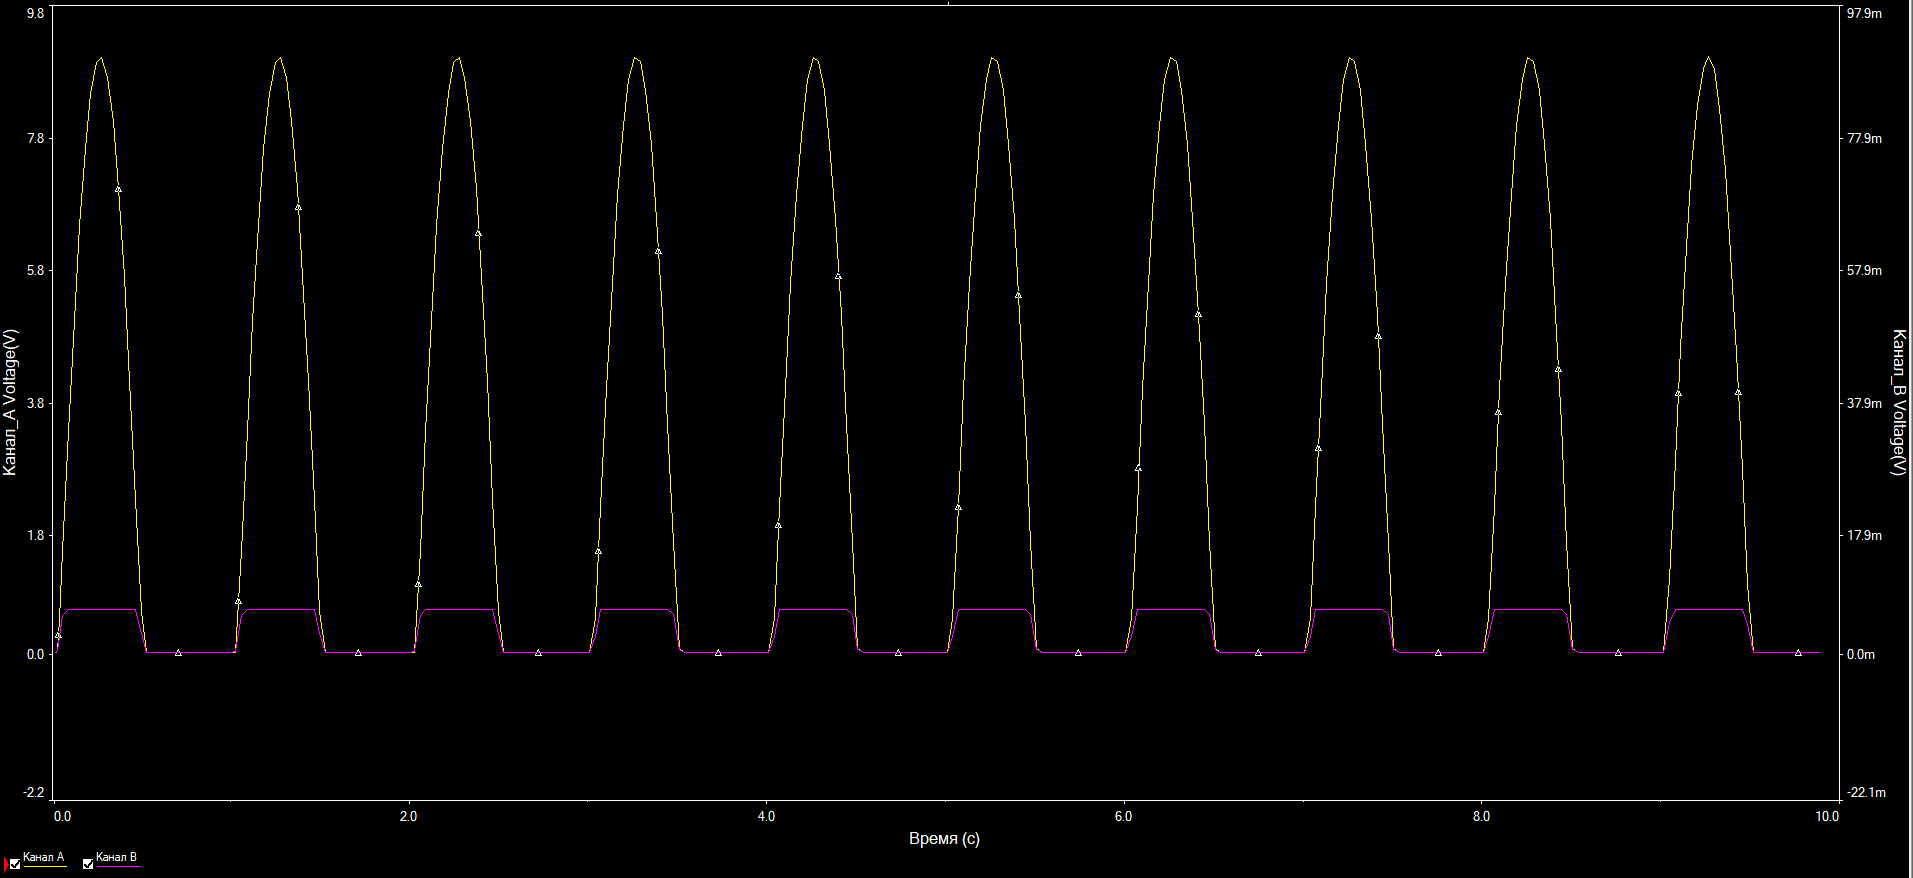 9.8
97.9m
7.8
77.9m
5.8
57.9m
Канал_A Voltage(V)
Канал_B Voltage(V)
3.8
37.9m
1.8
17.9m
0.0
0.0m
-2.2
-22.1m
0.0 2.0 4.0 6.0 8.0 10.0
Время (с)
Канал A Канал B